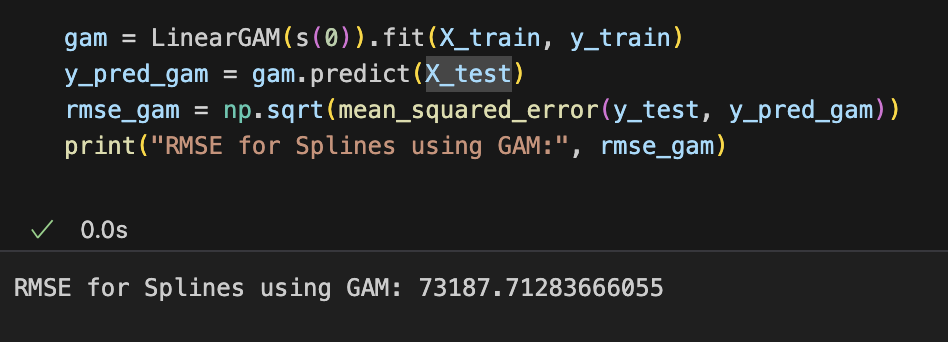 gam = LinearGAM(s(0)).fit(X_train, y_train)
y_pred_gam = gam.predict(X_test)
rmse_gam = np.sqrt(mean_squared_error(y_test, y_pred_gam))
print("RMSE for Splines using GAM:", rmse_gam)
✓ 0.0s
RMSE for Splines using GAM: 73187.71283666055